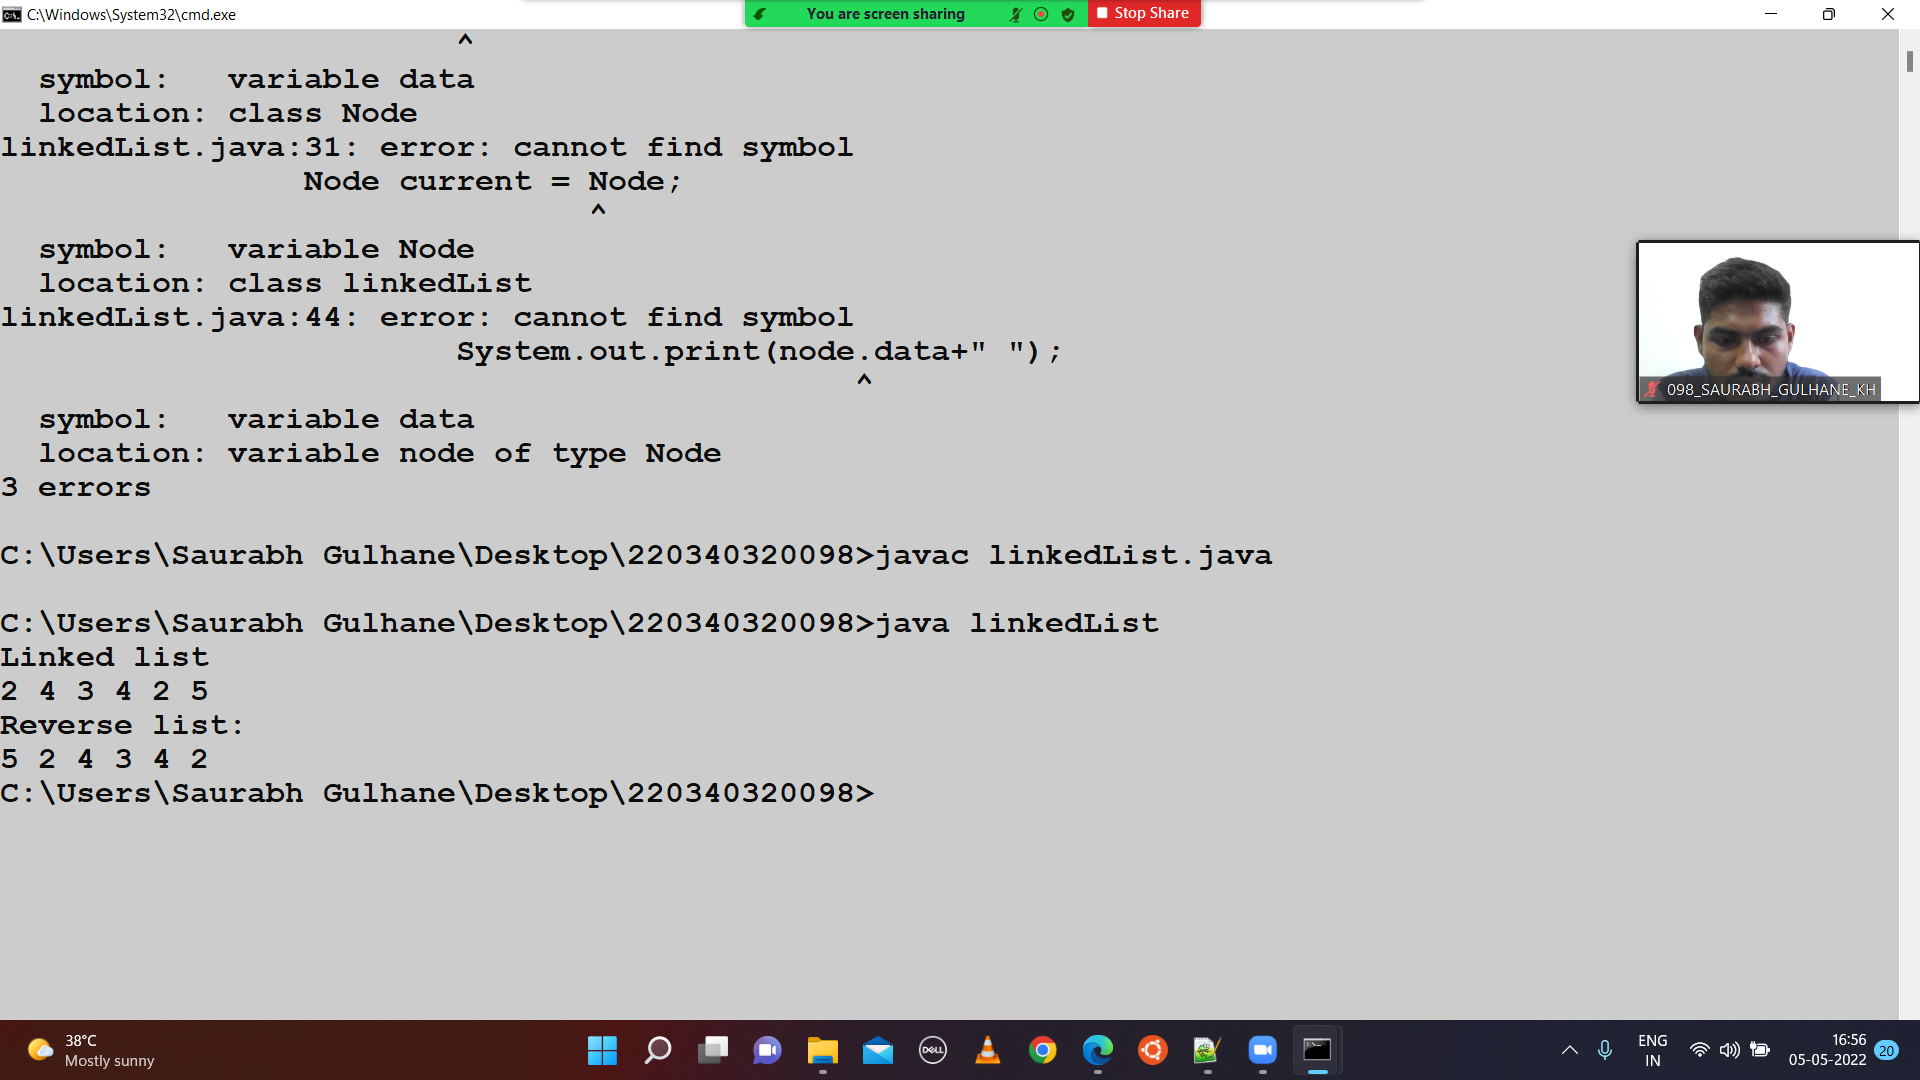 C:\Windows\System32\cmd.exe
You are screen sharing
Stop Share
^
symbol:   variable data
location: class Node
linkedList.java:31: error: cannot find symbol
Node current = Node;
^
symbol:   variable Node
location: class linkedList
linkedList.java:44: error: cannot find symbol
System.out.print(node.data+" ");
^
symbol:   variable data
location: variable node of type Node
3 errors
C:\Users\Saurabh Gulhane\Desktop\220340320098>javac linkedList.java
C:\Users\Saurabh Gulhane\Desktop\220340320098>java linkedList
Linked list
2 4 3 4 2 5
Reverse list:
5 2 4 3 4 2
C:\Users\Saurabh Gulhane\Desktop\220340320098>
098_SAURABH_GULHANE_KH
38°C
Mostly sunny
DELL
ENG
IN
16:56
05-05-2022
20